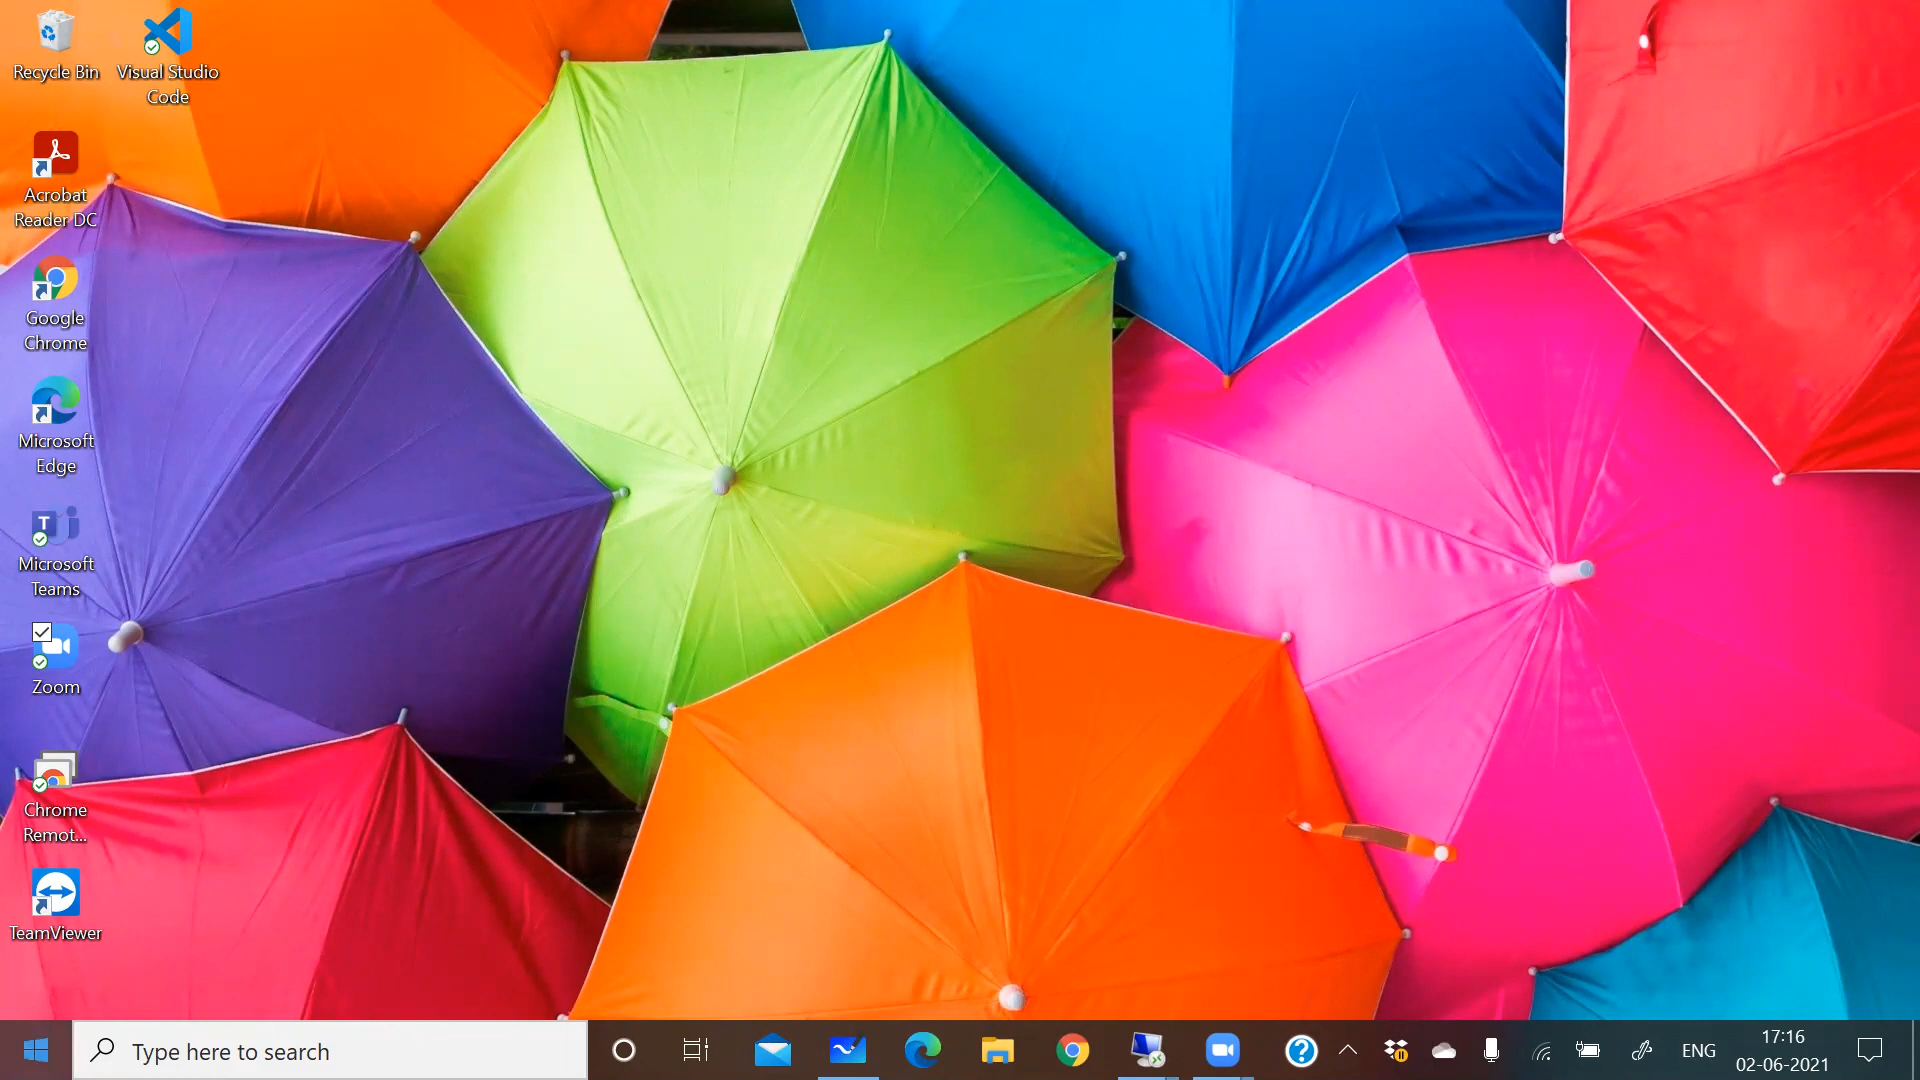 Recycle Bin
Visual Studio
Code
Acrobat
Reader DC
Google
Chrome
Microsoft
Edge
T
Microsoft
Teams
Zoom
Chrome
Remot...
TeamViewer
Type here to search
?
ENG
17:16
02-06-2021